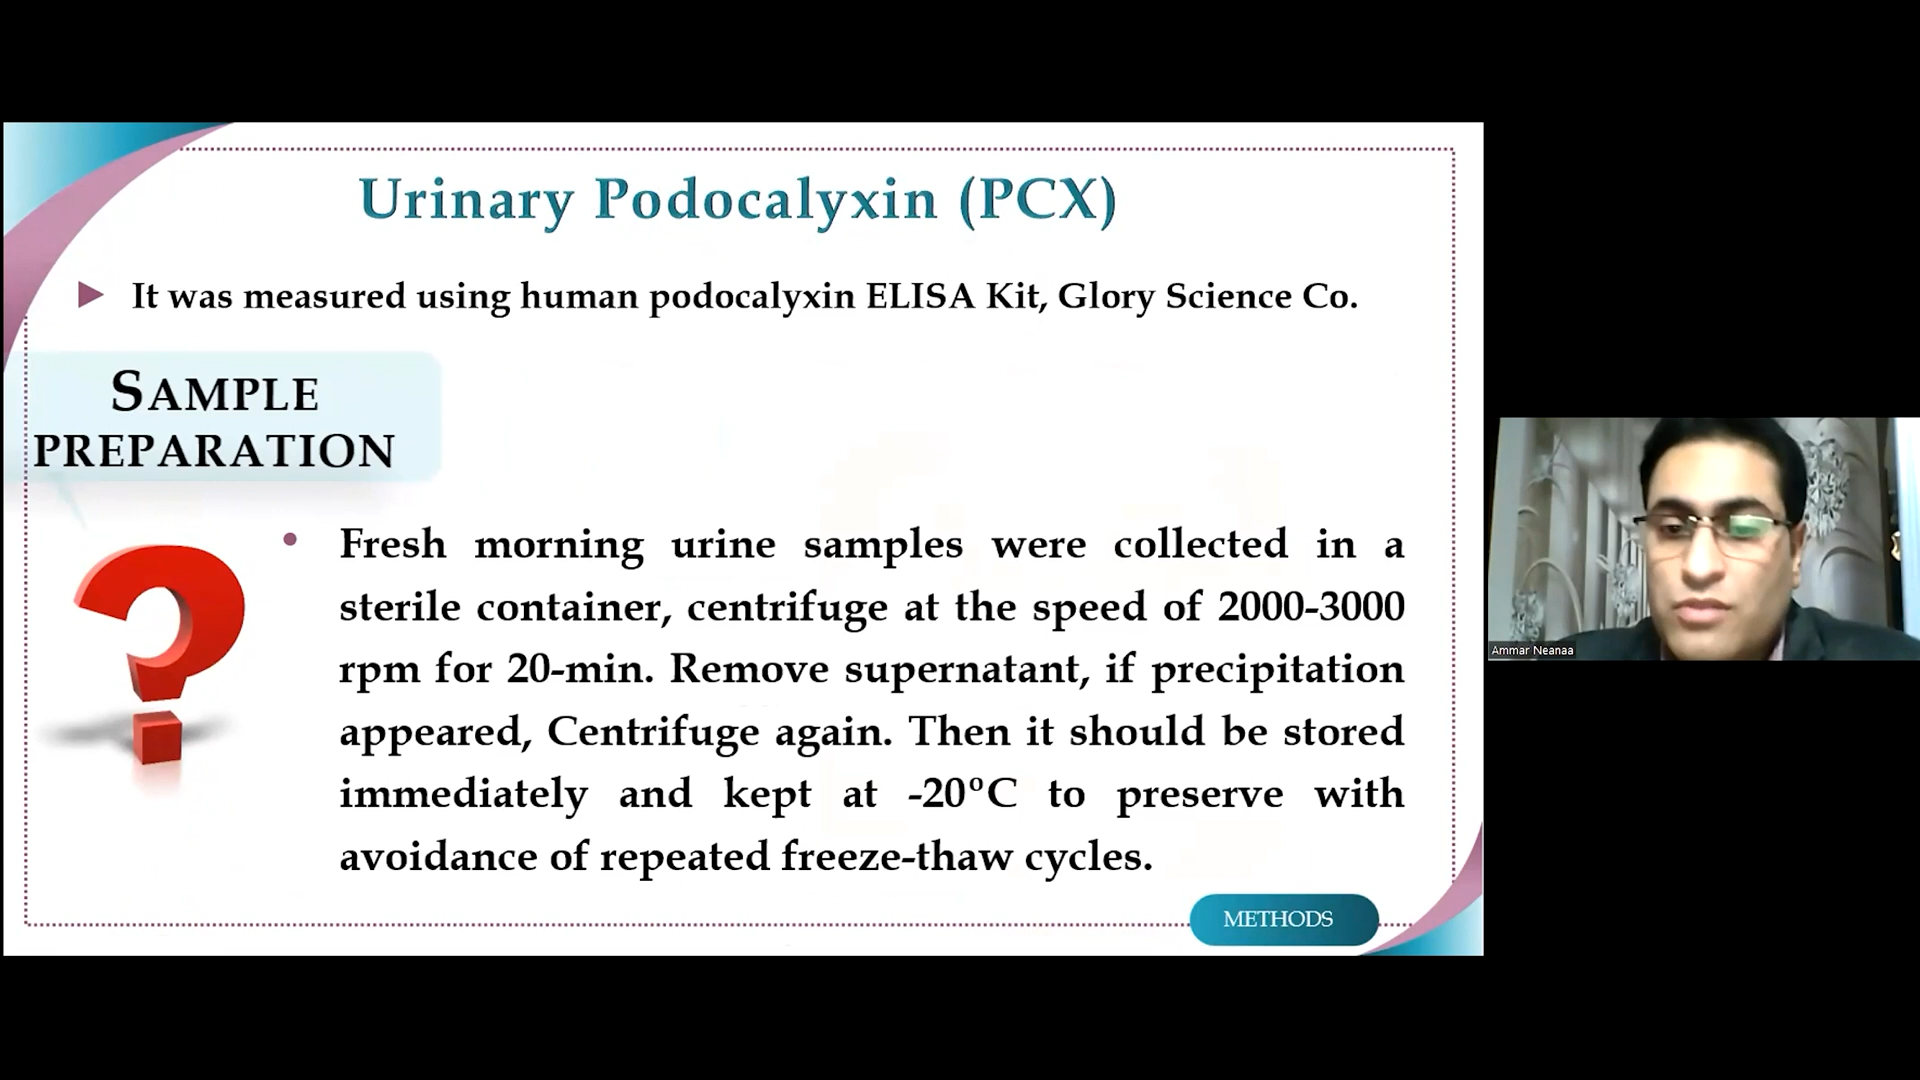 Urinary Podocalyxin (PCX)
It was measured using human podocalyxin ELISA Kit, Glory Science Co.
SAMPLE
PREPARATION
• Fresh morning urine samples were collected in a
sterile container, centrifuge at the speed of 2000-3000
rpm for 20-min. Remove supernatant, if precipitation
appeared, Centrifuge again. Then it should be stored
immediately and kept at -20ºC to preserve with
avoidance of repeated freeze-thaw cycles.
METHODS
Ammar Neanaa